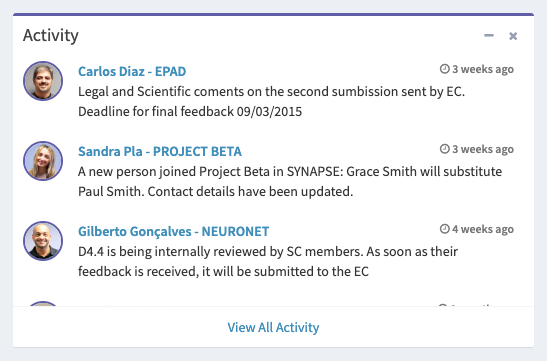 Activity
Carlos Diaz - EPAD
3 weeks ago
Legal and Scientific coments on the second sumbission sent by EC.
Deadline for final feedback 09/03/2015
Sandra Pla - PROJECT BETA
3 weeks ago
A new person joined Project Beta in SYNAPSE: Grace Smith will substitute
Paul Smith. Contact details have been updated.
Gilberto Gonçalves - NEURONET
4 weeks ago
D4.4 is being internally reviewed by SC members. As soon as their
feedback is received, it will be submitted to the EC
View All Activity